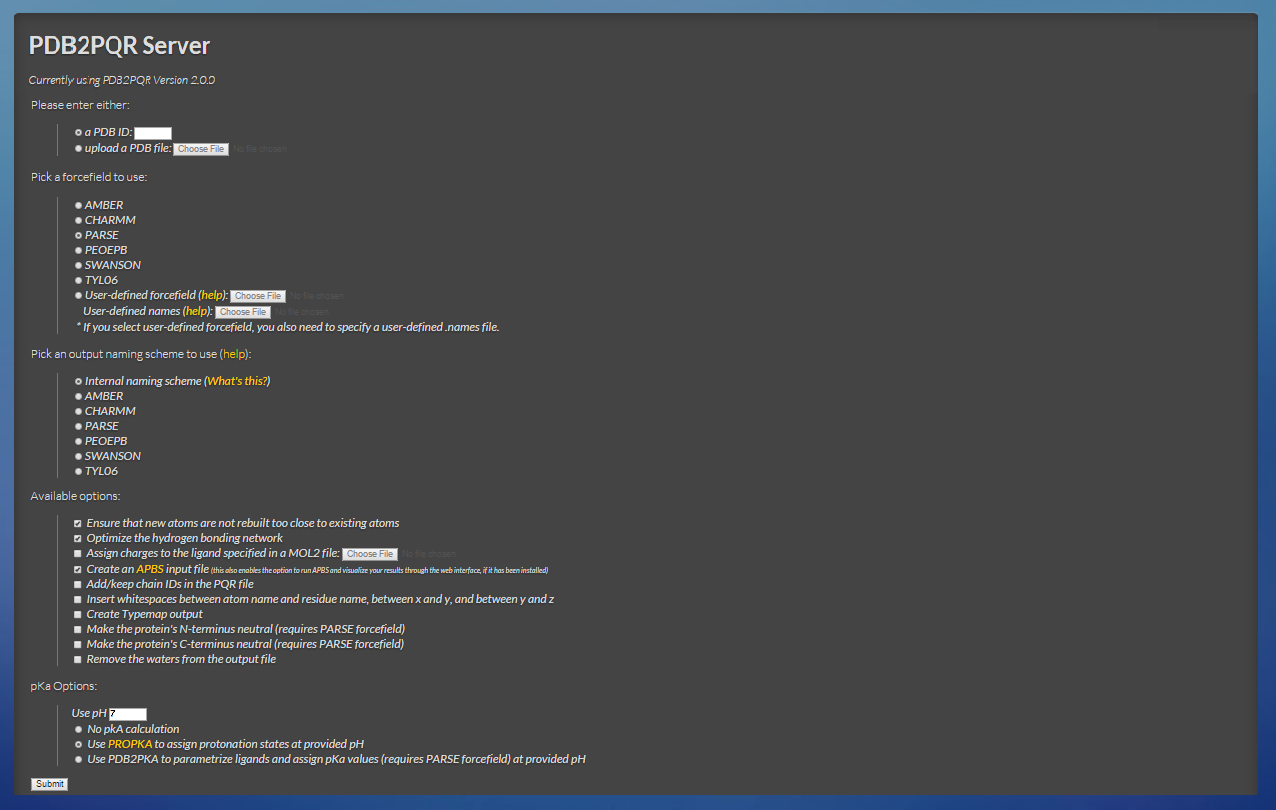 PDB2PQR Server
Currently using PDB2PQR Version 2.0.0
Please enter either:
a PDB ID:
upload a PDB file: Choose File No file chosen
Pick a forcefield to use:
AMBER
CHARMM
PARSE
PEOEPB
SWANSON
TYL06
User-defined forcefield (help): Choose File No file chosen
User-defined names (help): Choose File No file chosen
* If you select user-defined forcefield, you also need to specify a user-defined .names file.
Pick an output naming scheme to use (help):
Internal naming scheme (What's this?)
AMBER
CHARMM
PARSE
PEOEPB
SWANSON
TYL06
Available options:
Ensure that new atoms are not rebuilt too close to existing atoms
Optimize the hydrogen bonding network
Assign charges to the ligand specified in a MOL2 file: Choose File No file chosen
Create an APBS input file (this also enables the option to run APBS and visualize your results through the web interface, if it has been installed)
Add/keep chain IDs in the PQR file
Insert whitespaces between atom name and residue name, between x and y, and between y and z
Create Typemap output
Make the protein's N-terminus neutral (requires PARSE forcefield)
Make the protein's C-terminus neutral (requires PARSE forcefield)
Remove the waters from the output file
pKa Options:
Use pH 7
No pkA calculation
Use PROPKA to assign protonation states at provided pH
Use PDB2PKA to parametrize ligands and assign pKa values (requires PARSE forcefield) at provided pH
Submit